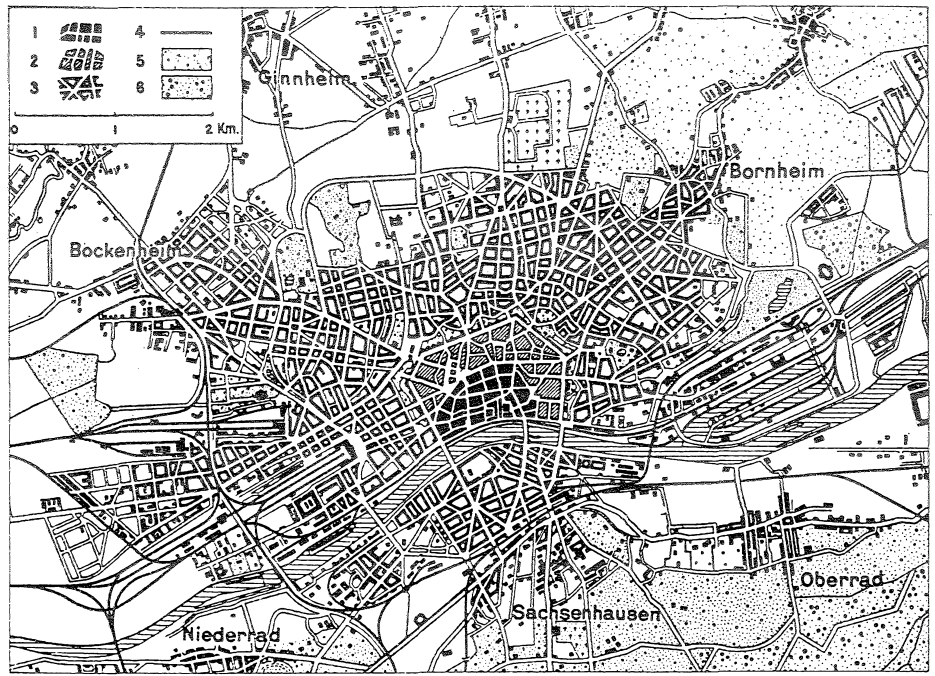 1 4
2 5
3 6
0 1 2 Km.
Ginnheim
Bornheim
Bockenheim
Oberrad
Sachsenhausen
Niederrad